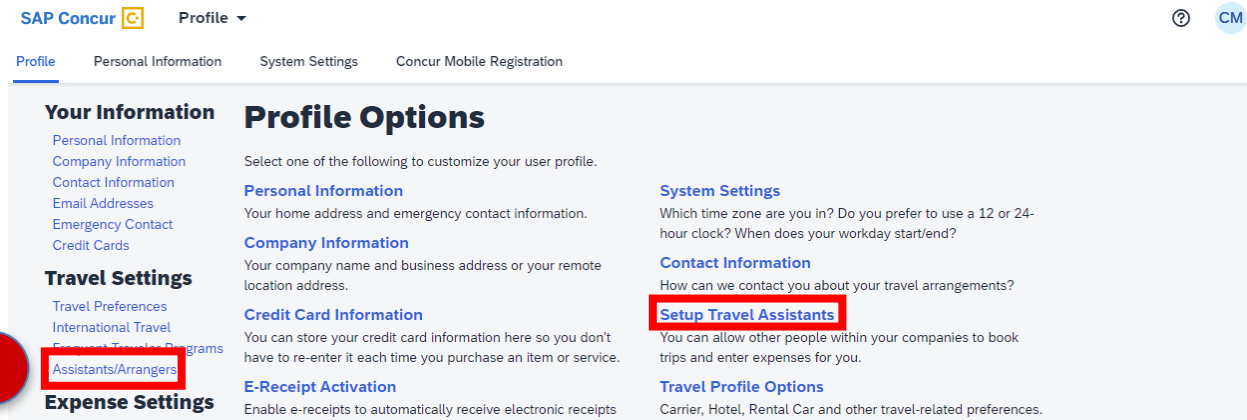 SAP Concur C Profile
CM
Profile Personal Information System Settings Concur Mobile Registration
Your Information
Personal Information
Company Information
Contact Information
Email Addresses
Emergency Contact
Credit Cards
Travel Settings
Travel Preferences
International Travel
Frequent Traveler Programs
Assistants/Arrangers
Expense Settings
Profile Options
Select one of the following to customize your user profile.
Personal Information
Your home address and emergency contact information.
Company Information
Your company name and business address or your remote
location address.
Credit Card Information
You can store your credit card information here so you don't
have to re-enter it each time you purchase an item or service.
E-Receipt Activation
Enable e-receipts to automatically receive electronic receipts
System Settings
Which time zone are you in? Do you prefer to use a 12 or 24-
hour clock? When does your workday start/end?
Contact Information
How can we contact you about your travel arrangements?
Setup Travel Assistants
You can allow other people within your companies to book
trips and enter expenses for you.
Travel Profile Options
Carrier, Hotel, Rental Car and other travel-related preferences.